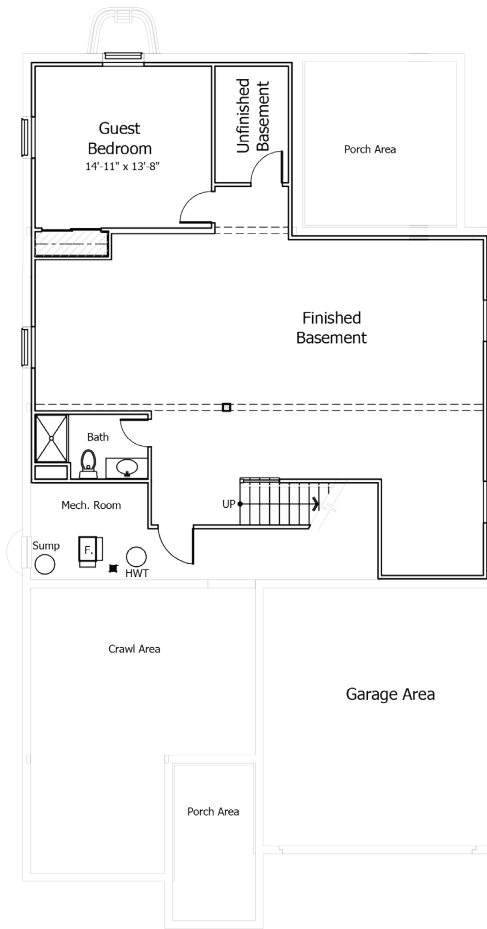 Guest
Bedroom
14'-11" x 13'-8"
Unfinished
Basement
Porch Area
Finished
Basement
Bath
Mech. Room
UP
Sump
F.
HWT
Crawl Area
Garage Area
Porch Area